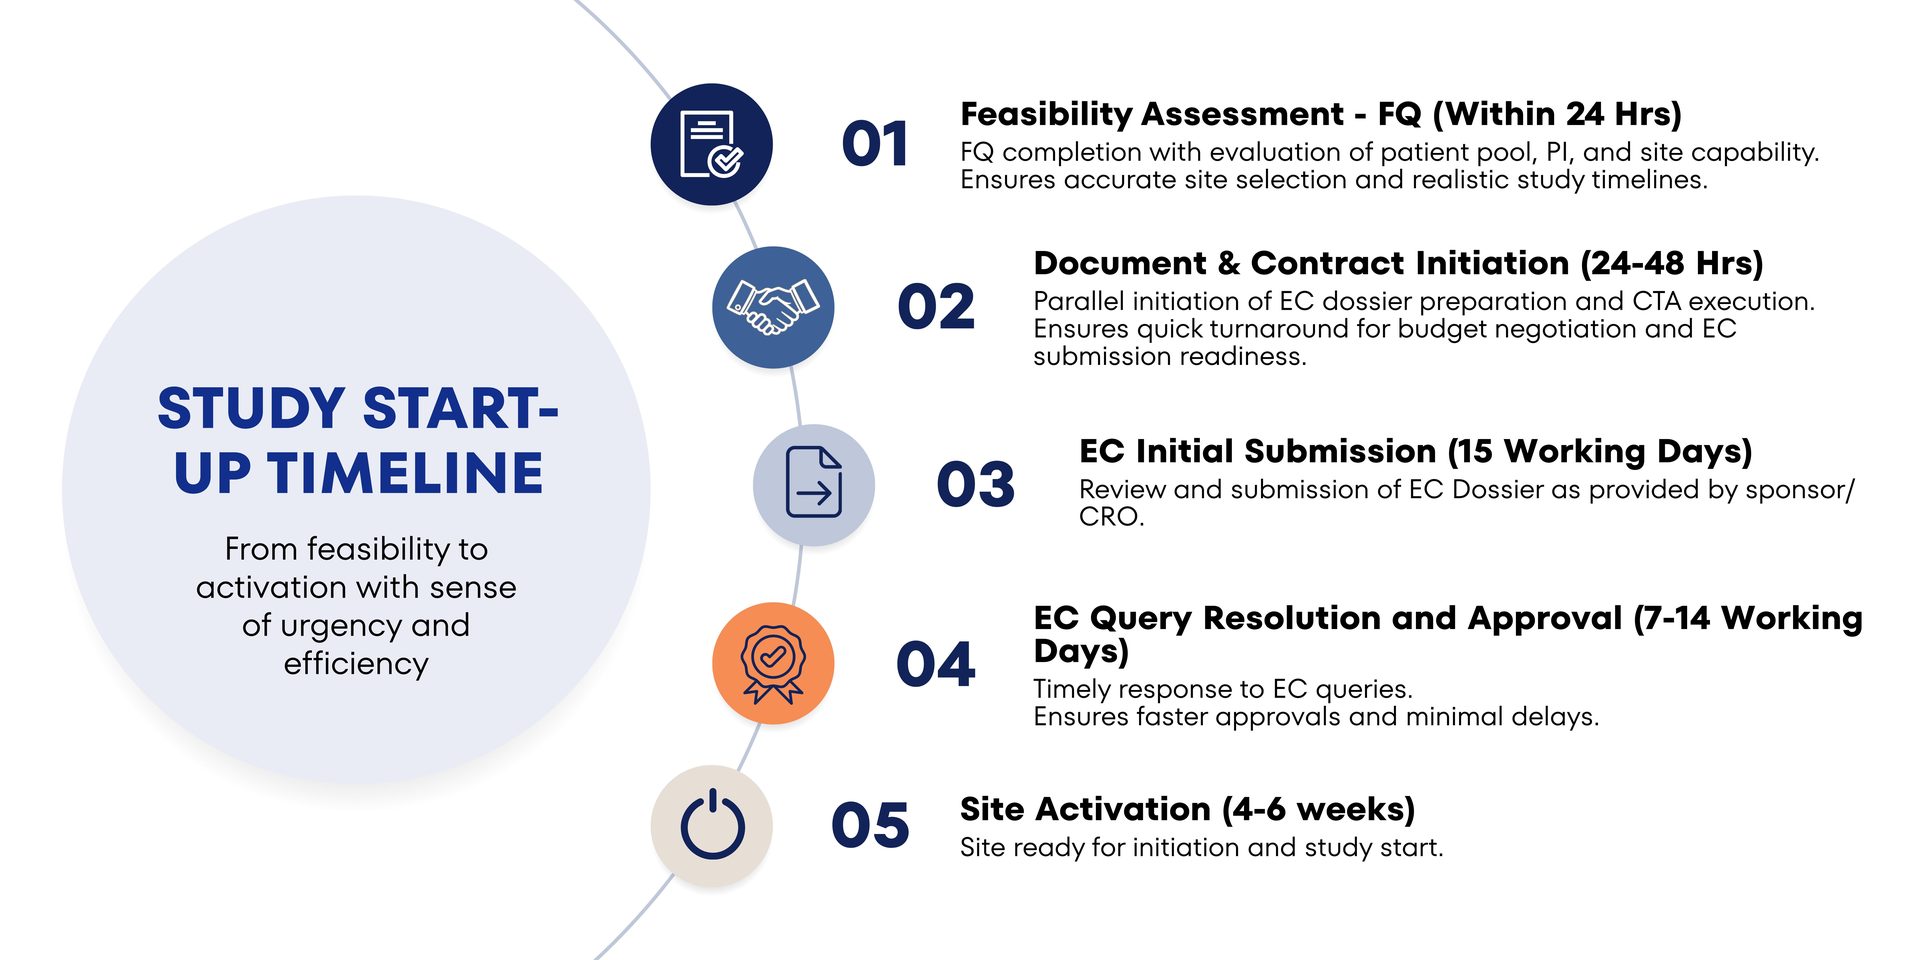 STUDY START-
UP TIMELINE
From feasibility to
activation with sense
of urgency and
efficiency
01
Feasibility Assessment - FQ (Within 24 Hrs)
FQ completion with evaluation of patient pool, PI, and site capability.
Ensures accurate site selection and realistic study timelines.
02
Document & Contract Initiation (24-48 Hrs)
Parallel initiation of EC dossier preparation and CTA execution.
Ensures quick turnaround for budget negotiation and EC
submission readiness.
03
EC Initial Submission (15 Working Days)
Review and submission of EC Dossier as provided by sponsor/
CRO.
04
EC Query Resolution and Approval (7-14 Working
Days)
Timely response to EC queries.
Ensures faster approvals and minimal delays.
05
Site Activation (4-6 weeks)
Site ready for initiation and study start.